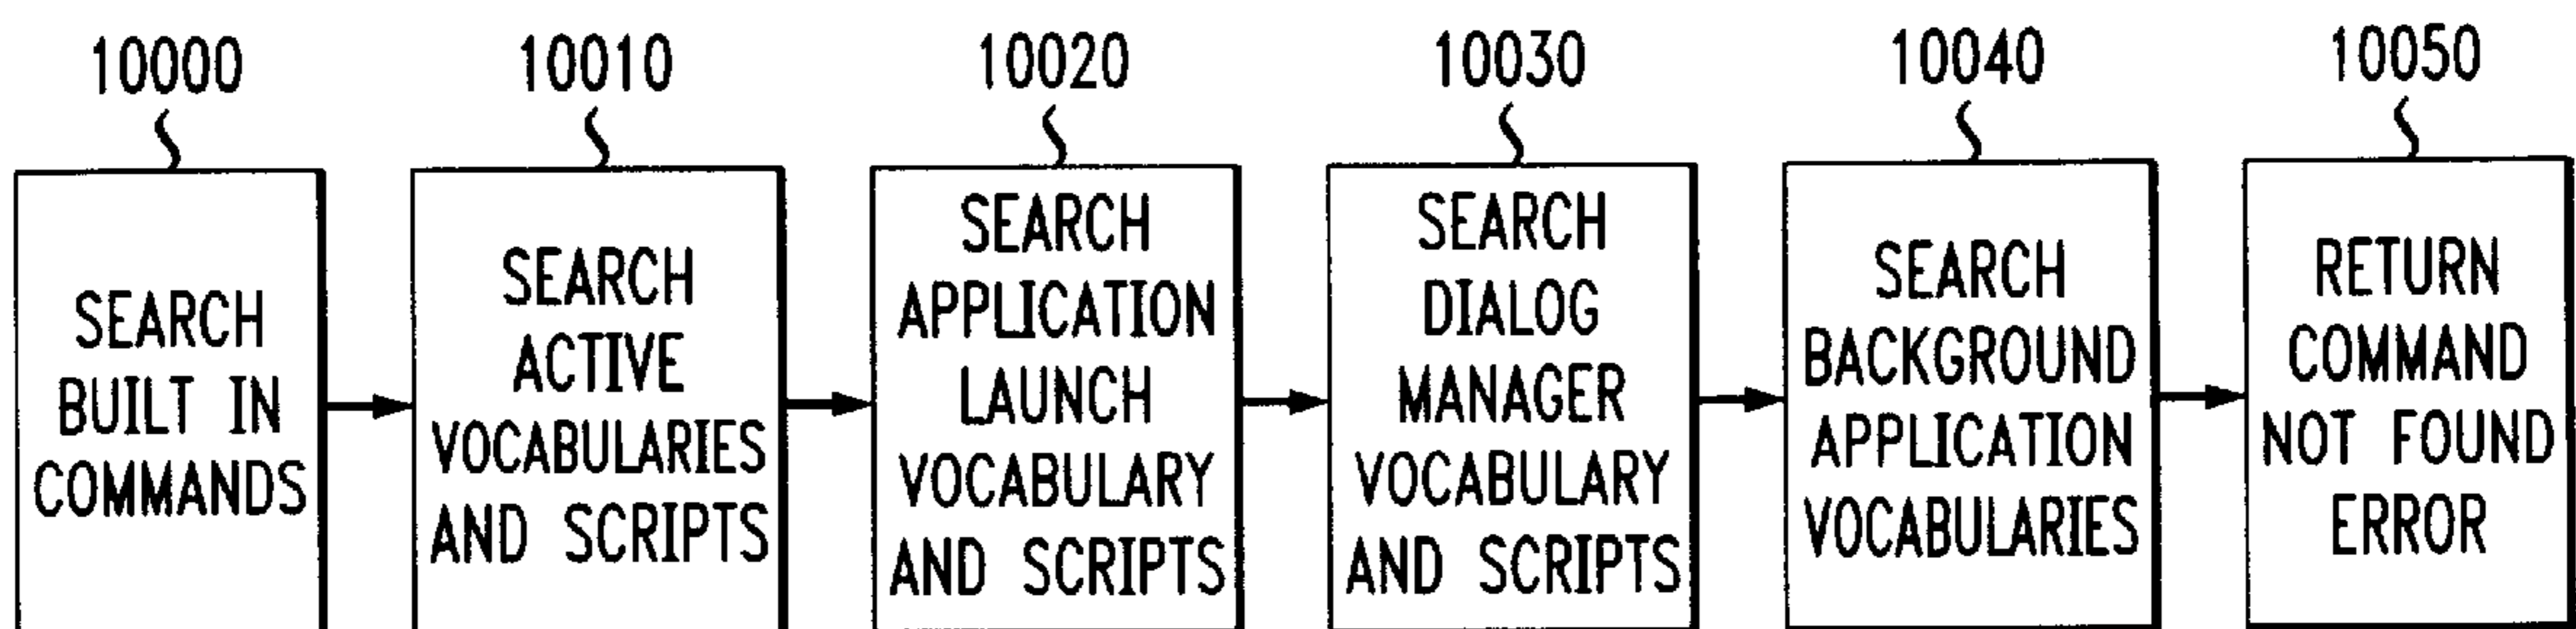 10000
10010
10020
10030
10040
10050
SEARCH
BUILT IN
COMMANDS
SEARCH
ACTIVE
VOCABULARIES
AND SCRIPTS
SEARCH
APPLICATION
LAUNCH
VOCABULARY
AND SCRIPTS
SEARCH
DIALOG
MANAGER
VOCABULARY
AND SCRIPTS
SEARCH
BACKGROUND
APPLICATION
VOCABULARIES
RETURN
COMMAND
NOT FOUND
ERROR